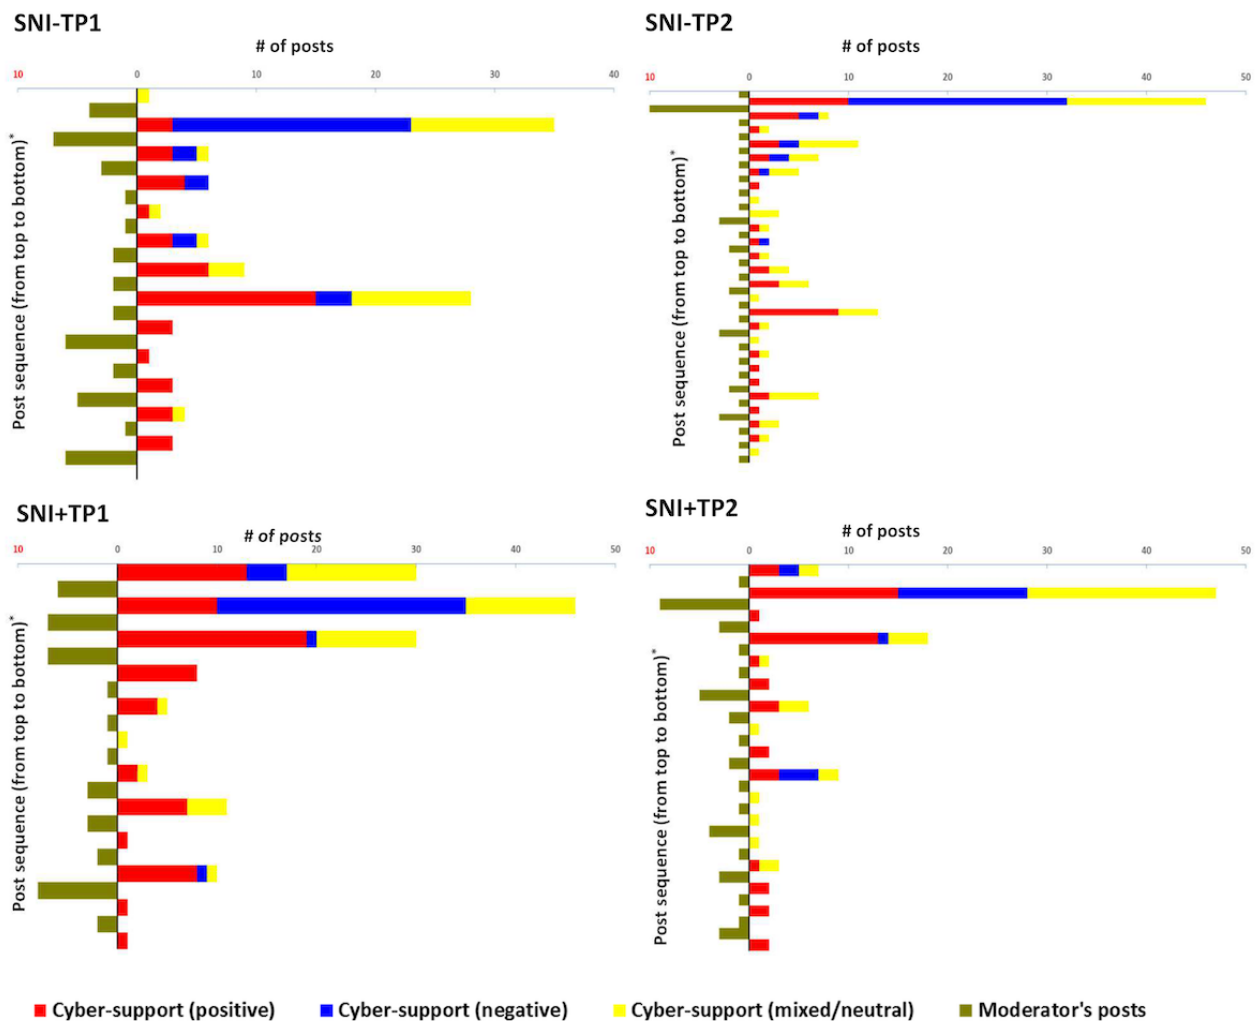 SNI-TP1
# of posts
10 0 10 20 30 40
Post sequence (from top to bottom)*
SNI-TP2
# of posts
10 0 10 20 30 40 50
Post sequence (from top to bottom)*
SNI+TP1
# of posts
10 0 10 20 30 40 50
Post sequence (from top to bottom)*
SNI+TP2
# of posts
10 0 10 20 30 40 50
Post sequence (from top to bottom)*
Cyber-support (positive) Cyber-support (negative) Cyber-support (mixed/neutral) Moderator's posts